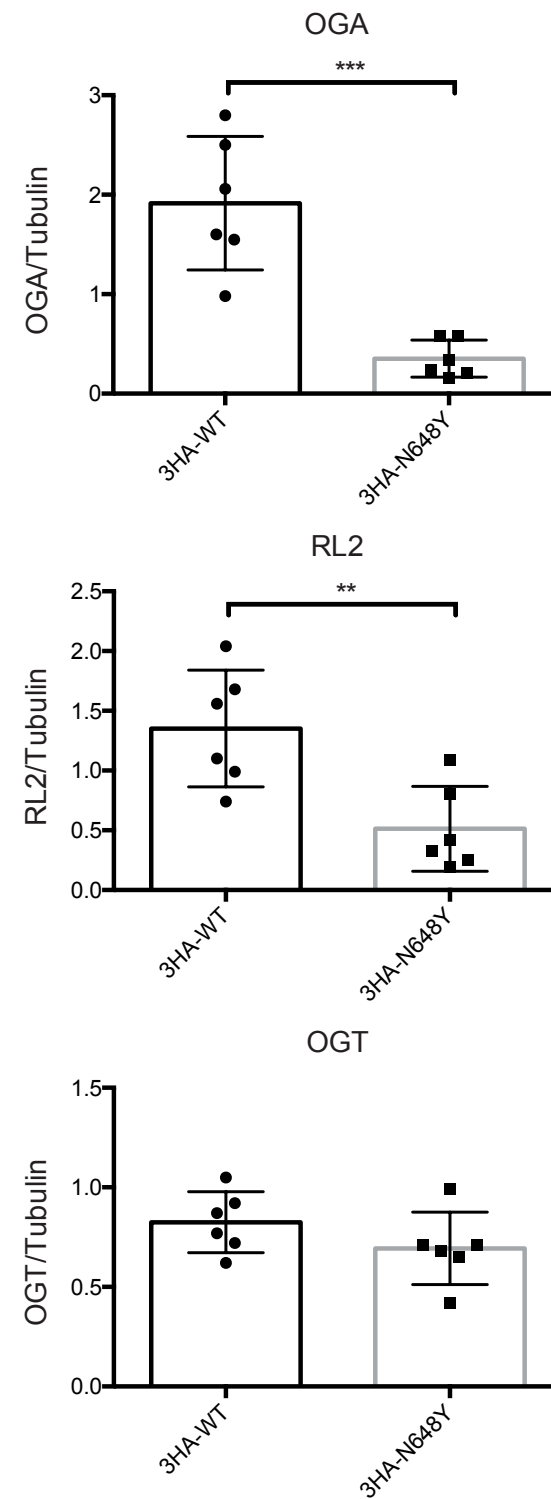 OGA
***
3
2
1
0
OGA/Tubulin
3HA-WT
3HA-N648Y
RL2
**
2.5
2.0
1.5
1.0
0.5
0.0
RL2/Tubulin
3HA-WT
3HA-N648Y
OGT
1.5
1.0
0.5
0.0
OGT/Tubulin
3HA-WT
3HA-N648Y